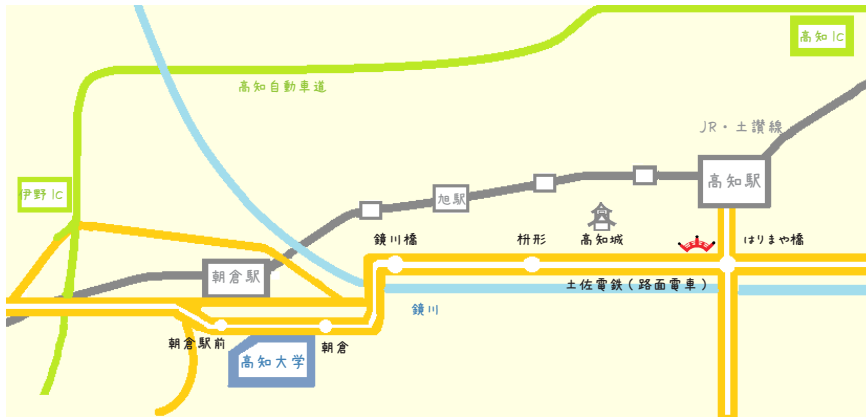 高知IC
高知自動車道
JR・土讃線
高知駅
伊野IC
旭駅
鏡川橋
枡形
高知城
はりまや橋
朝倉駅
土佐電鉄(路面電車)
鏡川
朝倉駅前
朝倉
高知大学